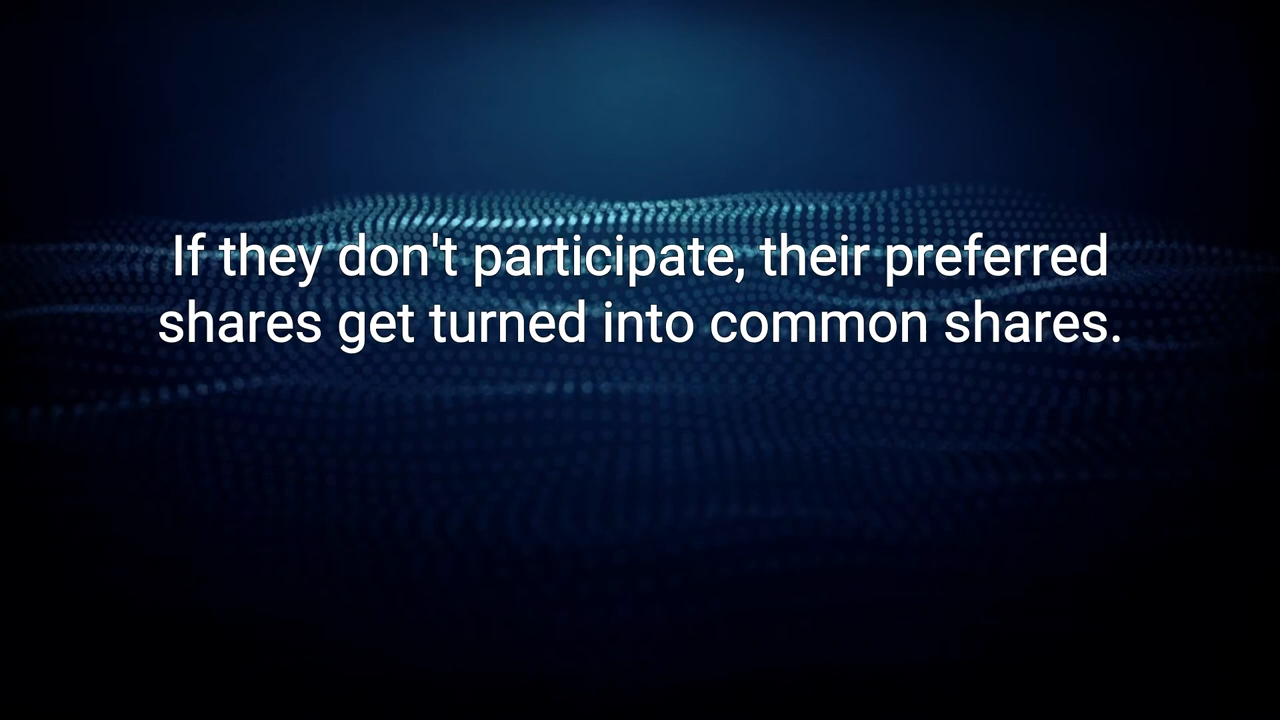 If they don't participate, their preferred
shares get turned into common shares.